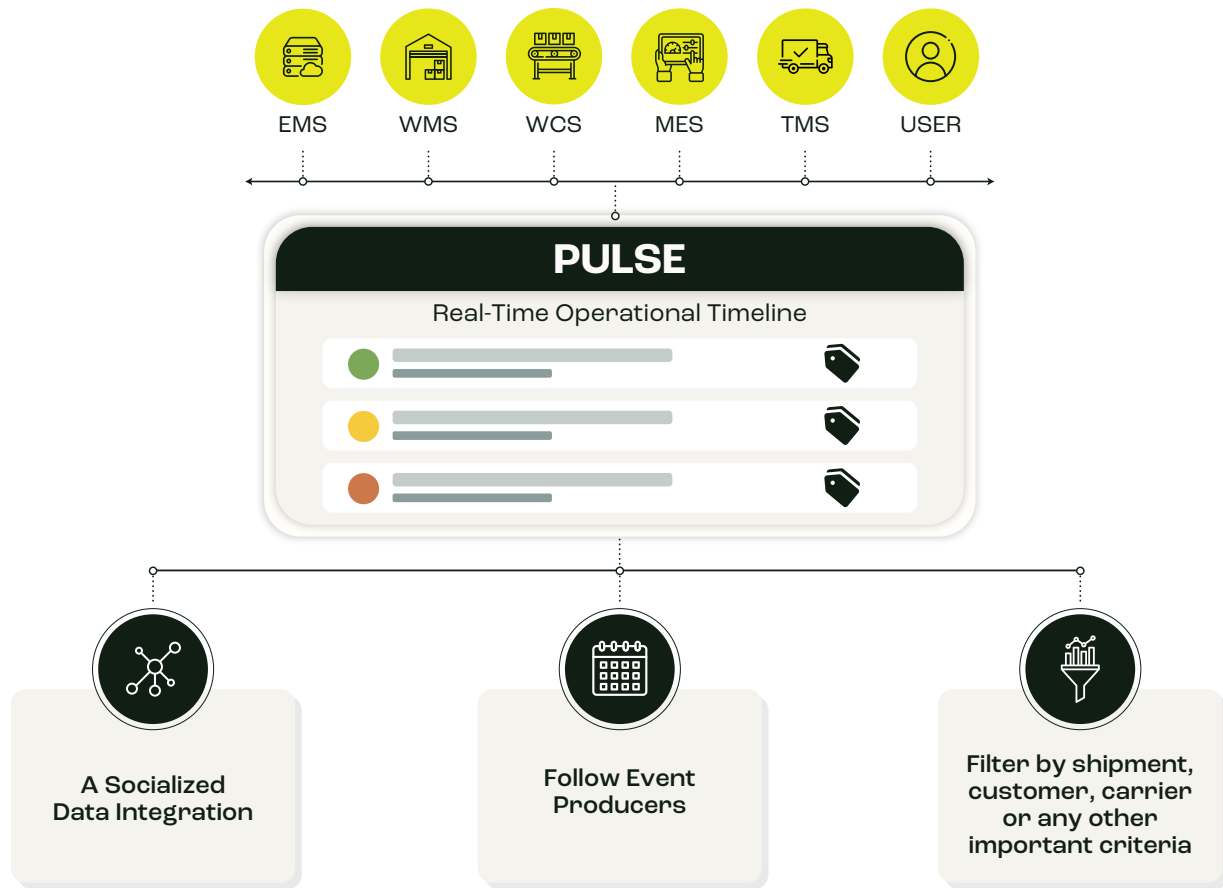 EMS WMS WCS MES TMS USER
PULSE
Real-Time Operational Timeline
A Socialized
Data Integration
Follow Event
Producers
Filter by shipment,
customer, carrier
or any other
important criteria